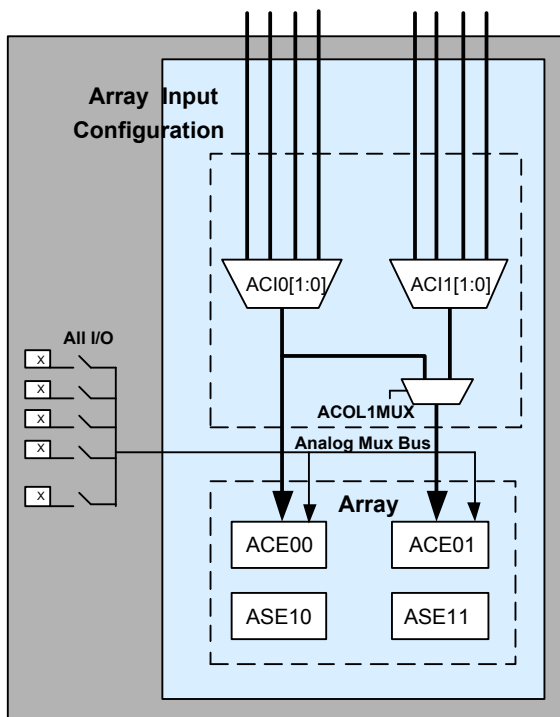 Array Input
Configuration
ACI0[1:0]
ACI1[1:0]
All I/O
X
X
X
X
X
ACOL1MUX
Analog Mux Bus
Array
ACE00
ACE01
ASE10
ASE11